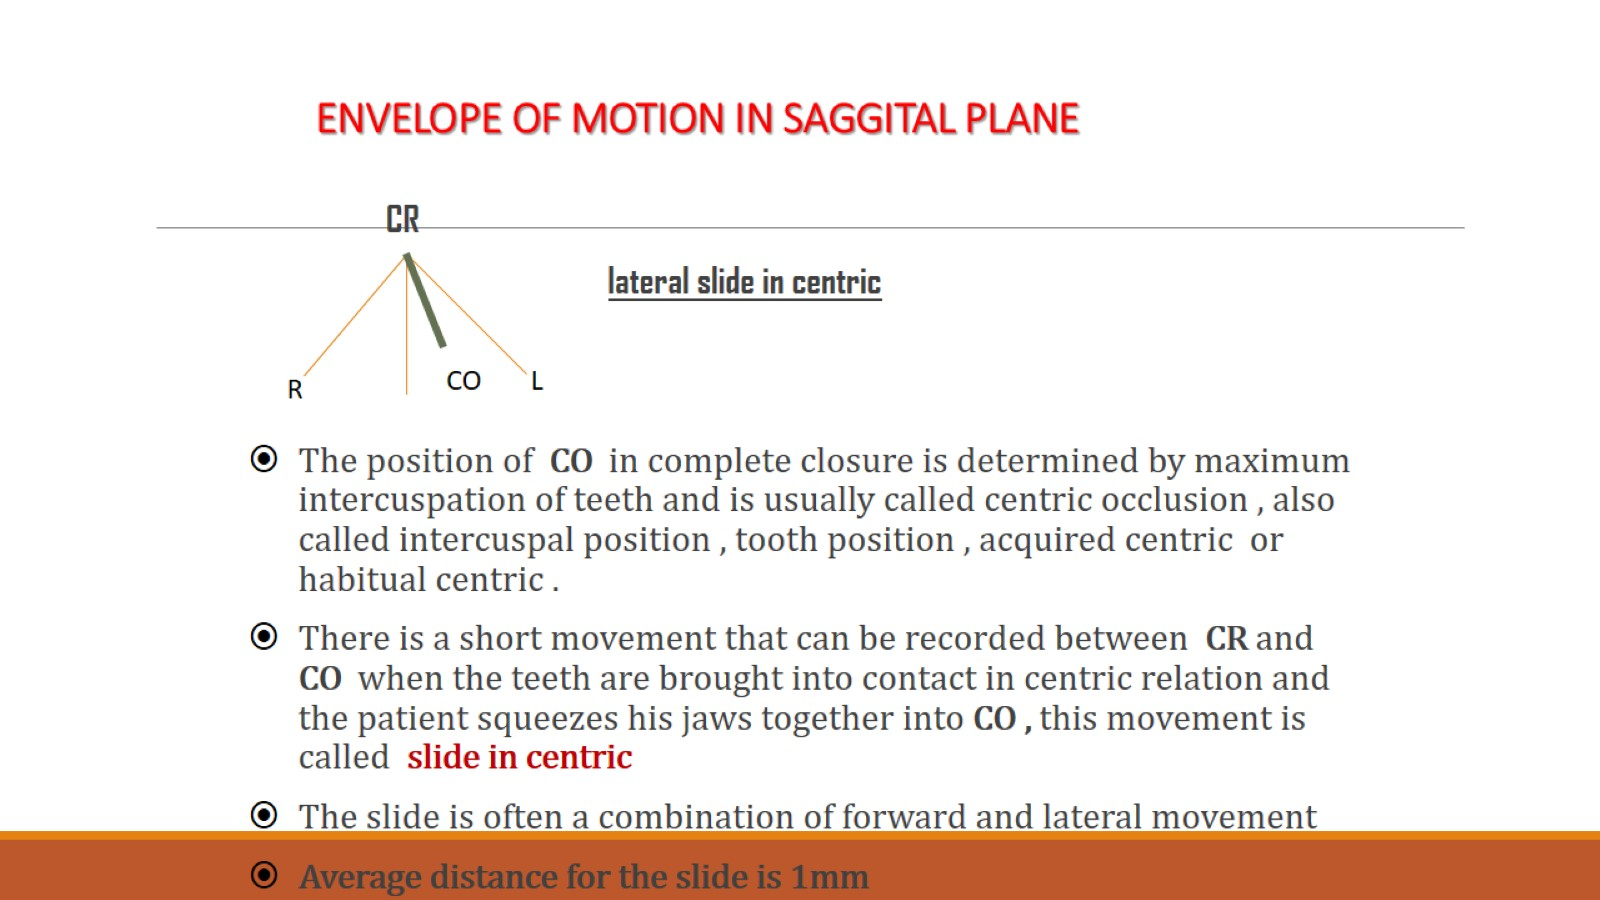 ENVELOPE OF MOTION IN SAGGITAL PLANE
CR
lateral slide in centric
R
CO
L
The position of CO in complete closure is determined by maximum
intercuspation of teeth and is usually called centric occlusion , also
called intercuspal position , tooth position , acquired centric or
habitual centric .
There is a short movement that can be recorded between CR and
CO when the teeth are brought into contact in centric relation and
the patient squeezes his jaws together into CO , this movement is
called slide in centric
The slide is often a combination of forward and lateral movement
Average distance for the slide is 1mm